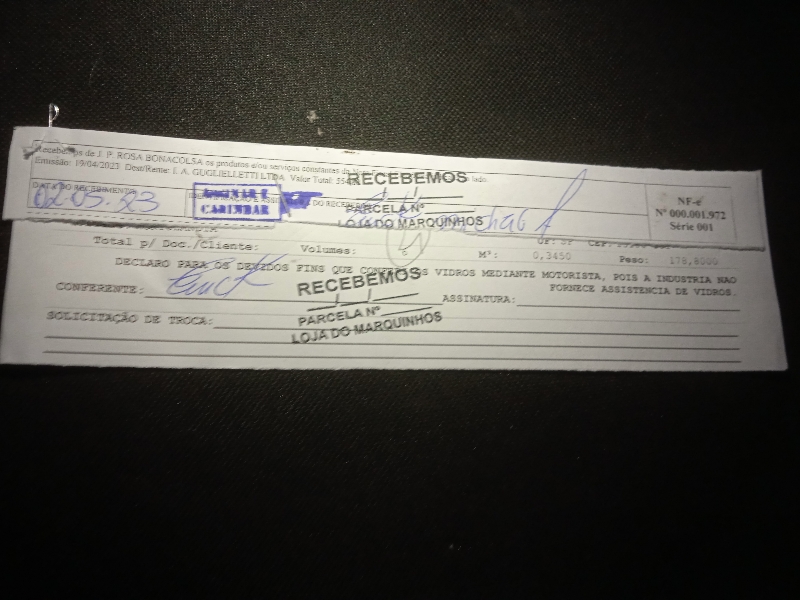 Recebemos de J. P. ROSA BONACOLSA os produtos e/ou serviços constantes da Nota
Emissão: 19/04/2023 Dest/Reme: I. A. GUGLIELLETTI LTDA Valor Total:
RECEBEMOS
DATA DO RECEBIMENTO
02.05.23
ASSINAR E
CARIMBAR
PARCELA Nº
LOJA DO MARQUINHOS
NF-e
Nº 000.001.972
Série 001
Total p/ Doc./Cliente: Volumes: M³: 0,3450 Peso: 178,8000
DECLARO PARA OS DEVIDOS FINS QUE OS VIDROS MEDIANTE MOTORISTA, POIS A INDUSTRIA NAO
FORNECE ASSISTENCIA DE VIDROS.
CONFERENTE:
RECEBEMOS
ASSINATURA:
PARCELA Nº
LOJA DO MARQUINHOS
SOLICITAÇÃO DE TROCA: